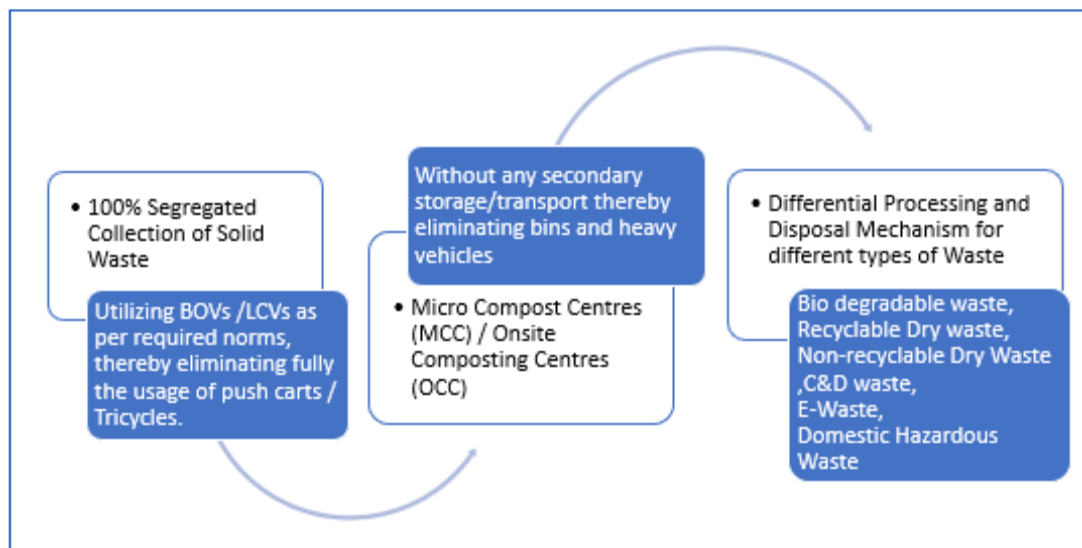 • 100% Segregated
Collection of Solid
Waste
Utilizing BOVs /LCVs as
per required norms,
thereby eliminating fully
the usage of push carts /
Tricycles.
Without any secondary
storage/transport thereby
eliminating bins and heavy
vehicles
• Micro Compost Centres
(MCC) / Onsite
Composting Centres
(OCC)
• Differential Processing and
Disposal Mechanism for
different types of Waste
Bio degradable waste,
Recyclable Dry waste,
Non-recyclable Dry Waste
,C&D waste,
E-Waste,
Domestic Hazardous
Waste